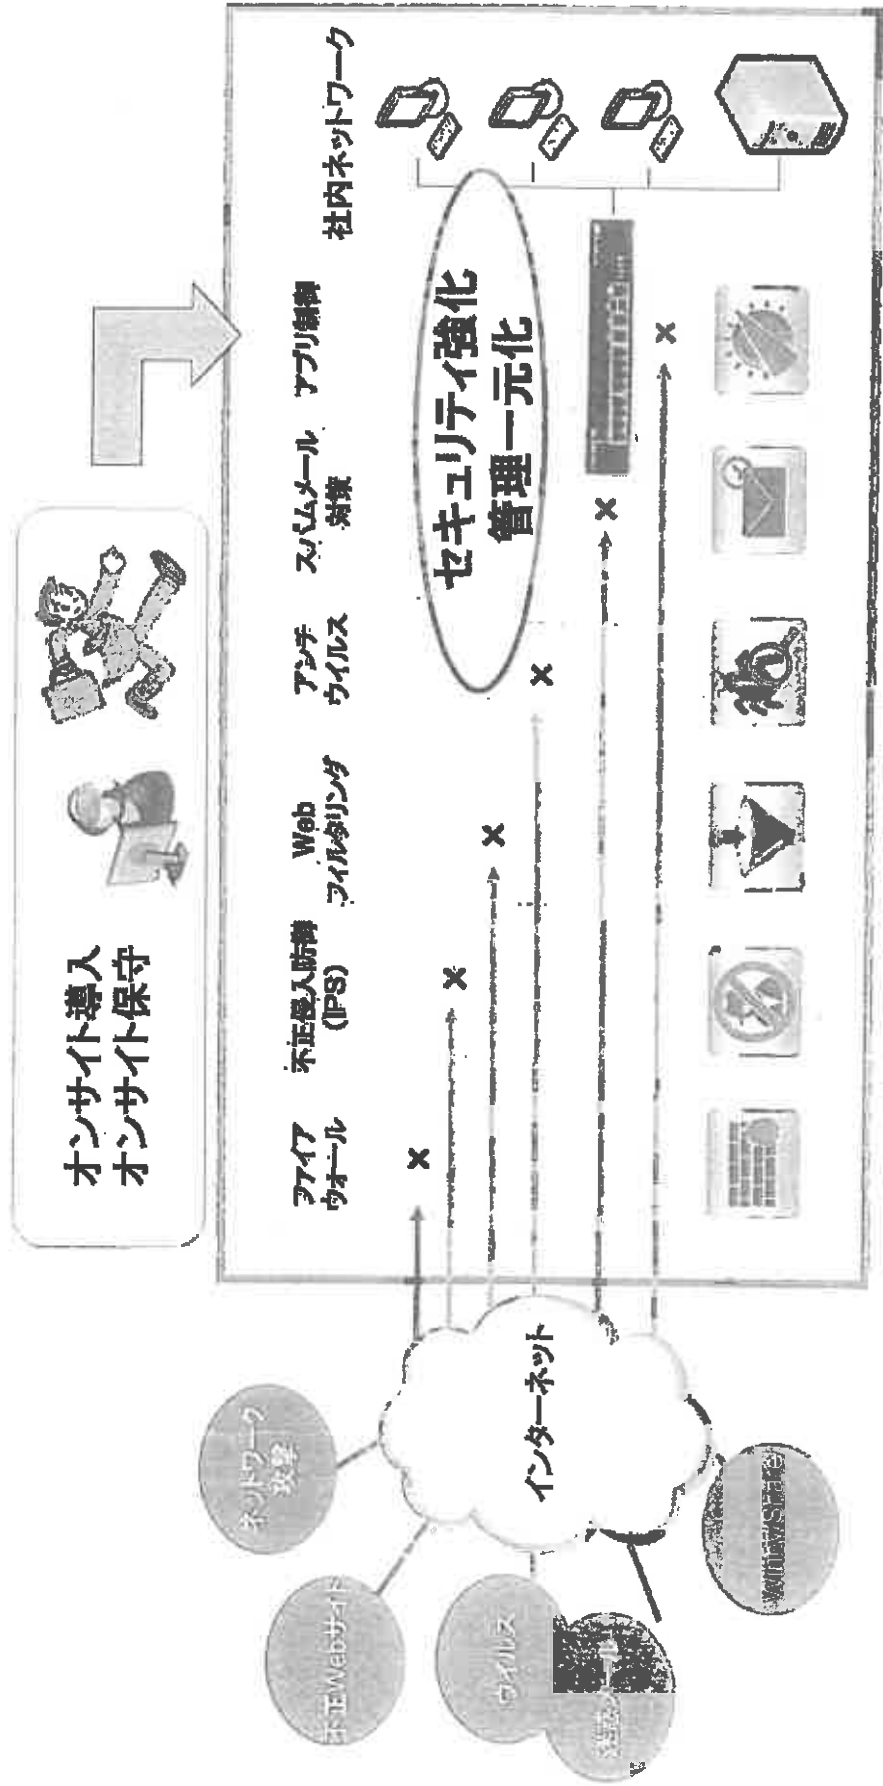 オンサイト導入
オンサイト保守
ファイア
ウォール
不正侵入防御
(IPS)
Web
フィルタリング
アンチ
ウイルス
スパムメール
対策
アプリ制御
社内ネットワーク
セキュリティ強化
管理一元化
インターネット
ネットワーク
攻撃
不正Webサイト
ウイルス
Winny/Share